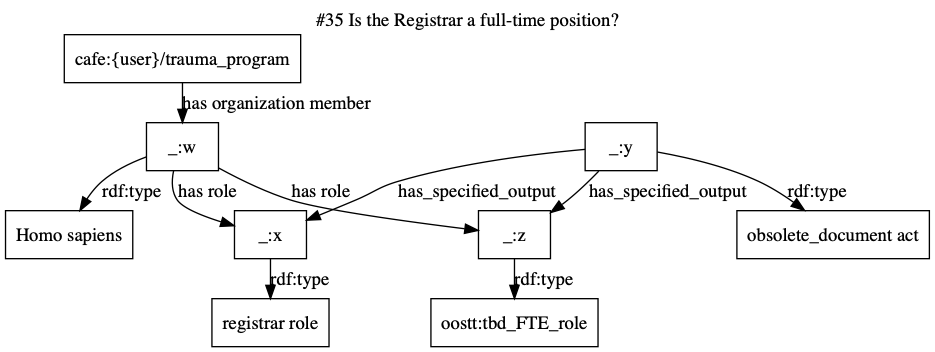 #35 Is the Registrar a full-time position?
cafe:{user}/trauma_program
has organization member
_:w
_:y
rdf:type
has role
has role
has_specified_output
has_specified_output
rdf:type
Homo sapiens
_:x
_:z
obsolete_document act
rdf:type
rdf:type
registrar role
oostt:tbd_FTE_role